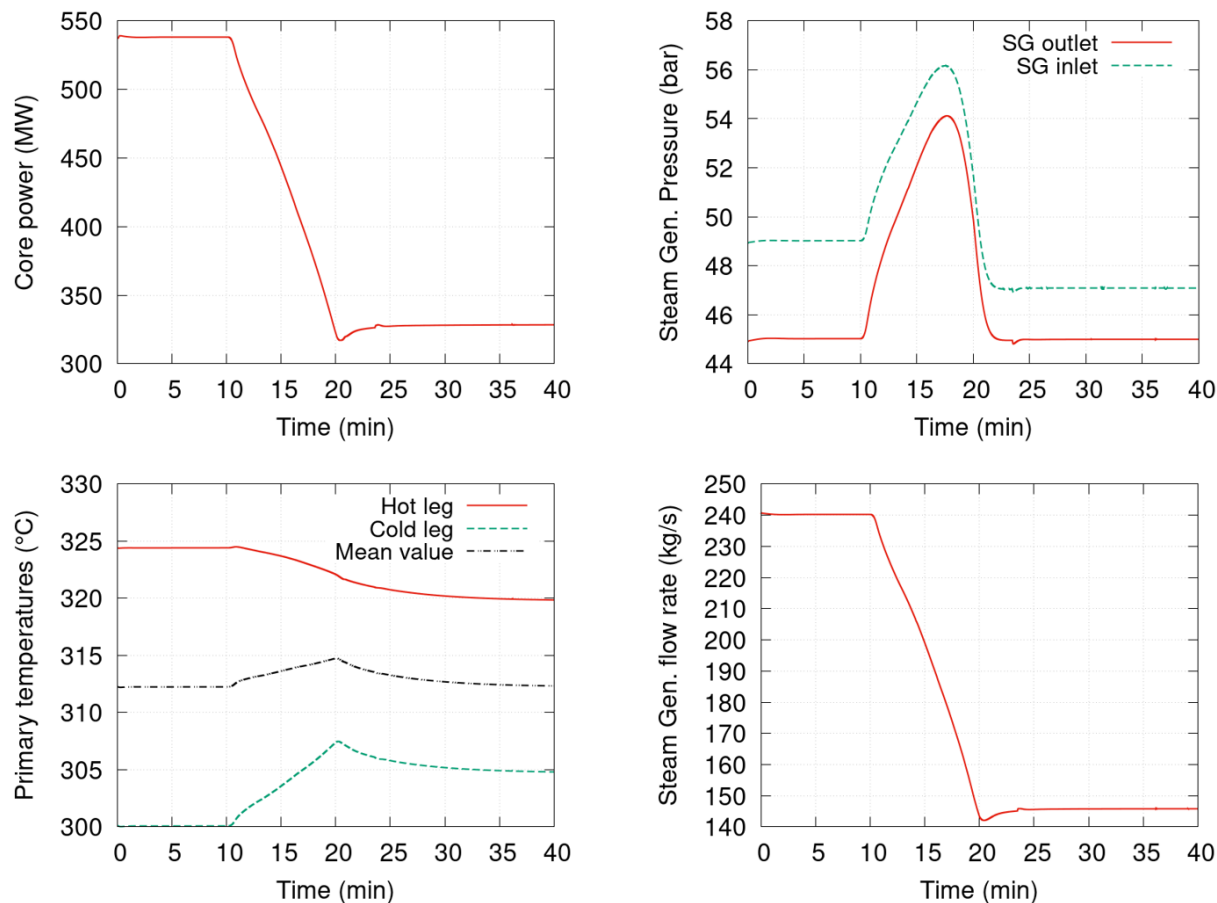 550
500
450
400
350
300
Core power (MW)
0 5 10 15 20 25 30 35 40
Time (min)
58
56
54
52
50
48
46
44
Steam Gen. Pressure (bar)
SG outlet
SG inlet
0 5 10 15 20 25 30 35 40
Time (min)
330
325
320
315
310
305
300
Primary temperatures (°C)
Hot leg
Cold leg
Mean value
0 5 10 15 20 25 30 35 40
Time (min)
250
240
230
220
210
200
190
180
170
160
150
140
Steam Gen. flow rate (kg/s)
0 5 10 15 20 25 30 35 40
Time (min)